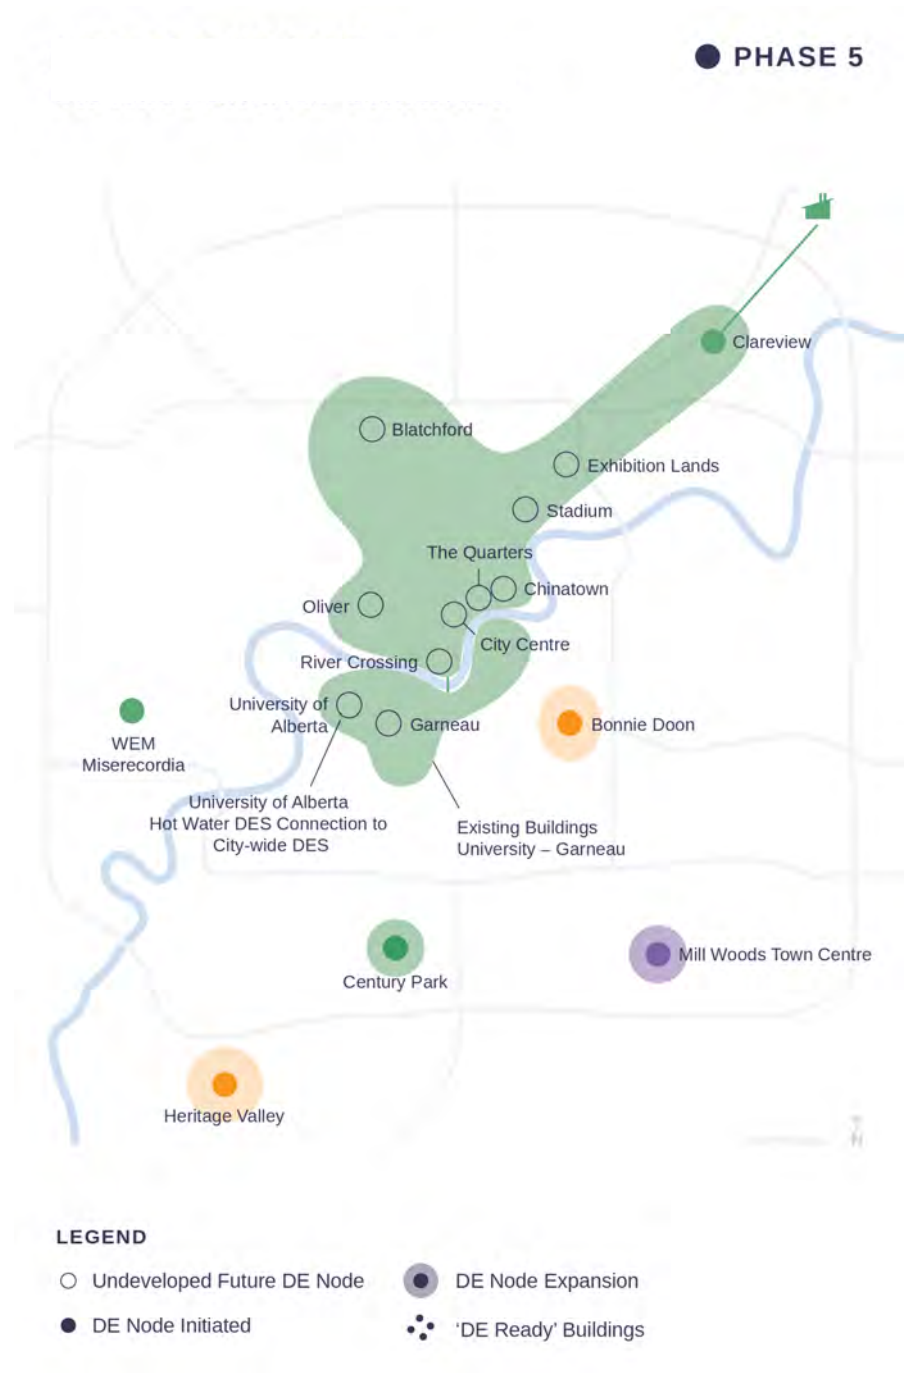 PHASE 5
Clareview
Blatchford
Exhibition Lands
Stadium
The Quarters
Chinatown
Oliver
City Centre
River Crossing
University of
Alberta
Garneau
Bonnie Doon
WEM
Miserecordia
University of Alberta
Hot Water DES Connection to
City-wide DES
Existing Buildings
University – Garneau
Mill Woods Town Centre
Century Park
Heritage Valley
N
LEGEND
Undeveloped Future DE Node
DE Node Expansion
DE Node Initiated
‘DE Ready’ Buildings